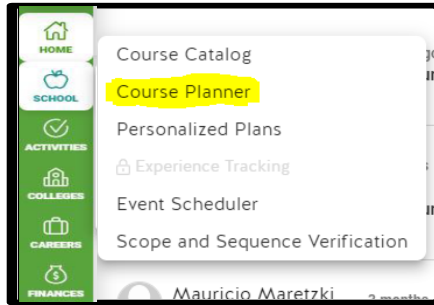 HOME
SCHOOL
ACTIVITIES
COLLEGES
CAREERS
FINANCES
Course Catalog
Course Planner
Personalized Plans
Experience Tracking
Event Scheduler
Scope and Sequence Verification
Mauricio Maretzki